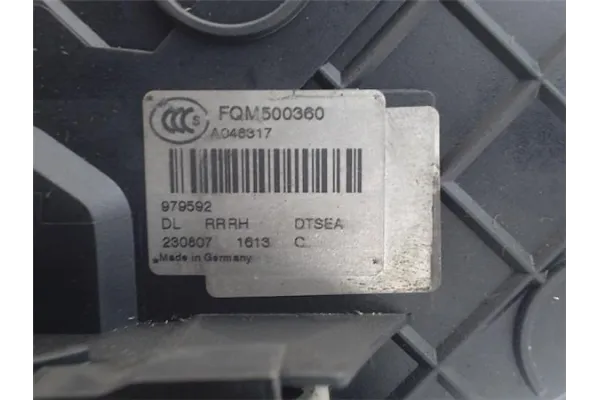 CCC S FQM500360
A046317
979592
DL RRRH DTSEA
230607 1613 C
Made in Germany